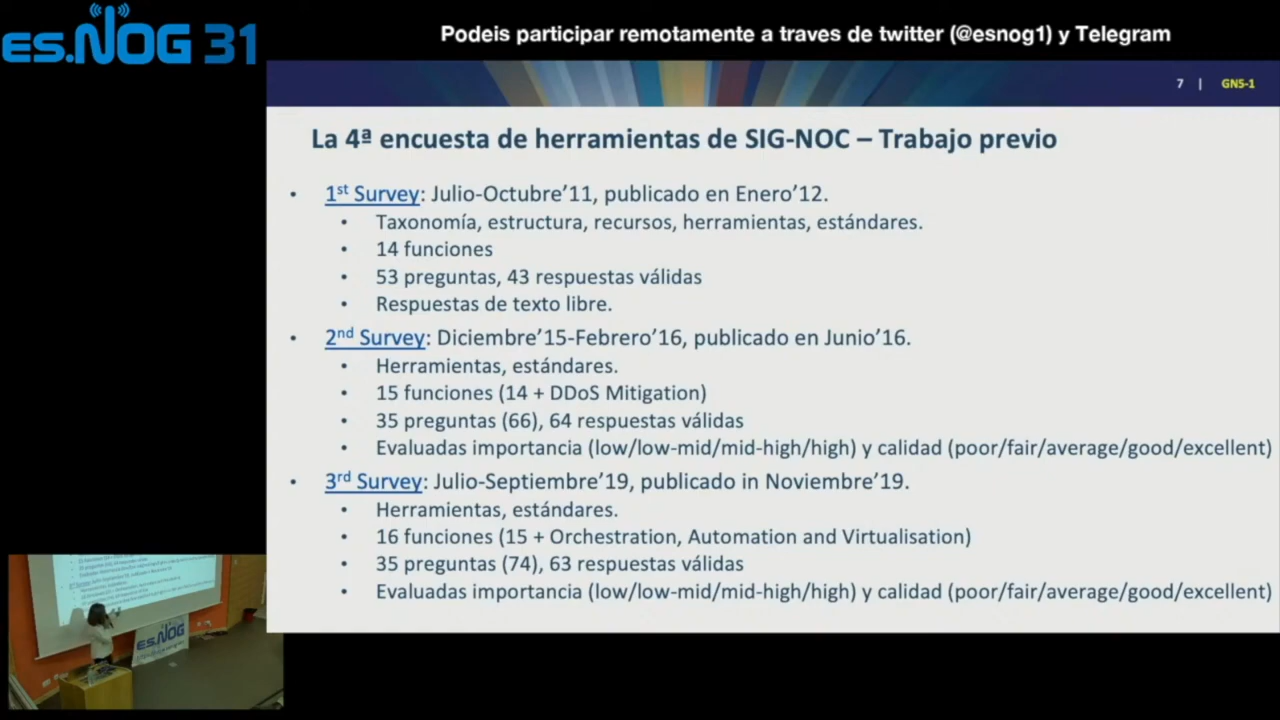 es.NOG 31
Podeis participar remotamente a traves de twitter (@esnog1) y Telegram
7 | GN5-1
La 4ª encuesta de herramientas de SIG-NOC – Trabajo previo
• 1st Survey: Julio-Octubre’11, publicado en Enero’12.
• Taxonomía, estructura, recursos, herramientas, estándares.
• 14 funciones
• 53 preguntas, 43 respuestas válidas
• Respuestas de texto libre.
• 2nd Survey: Diciembre’15-Febrero’16, publicado en Junio’16.
• Herramientas, estándares.
• 15 funciones (14 + DDoS Mitigation)
• 35 preguntas (66), 64 respuestas válidas
• Evaluadas importancia (low/low-mid/mid-high/high) y calidad (poor/fair/average/good/excellent)
• 3rd Survey: Julio-Septiembre’19, publicado in Noviembre’19.
• Herramientas, estándares.
• 16 funciones (15 + Orchestration, Automation and Virtualisation)
• 35 preguntas (74), 63 respuestas válidas
• Evaluadas importancia (low/low-mid/mid-high/high) y calidad (poor/fair/average/good/excellent)
es.NOG